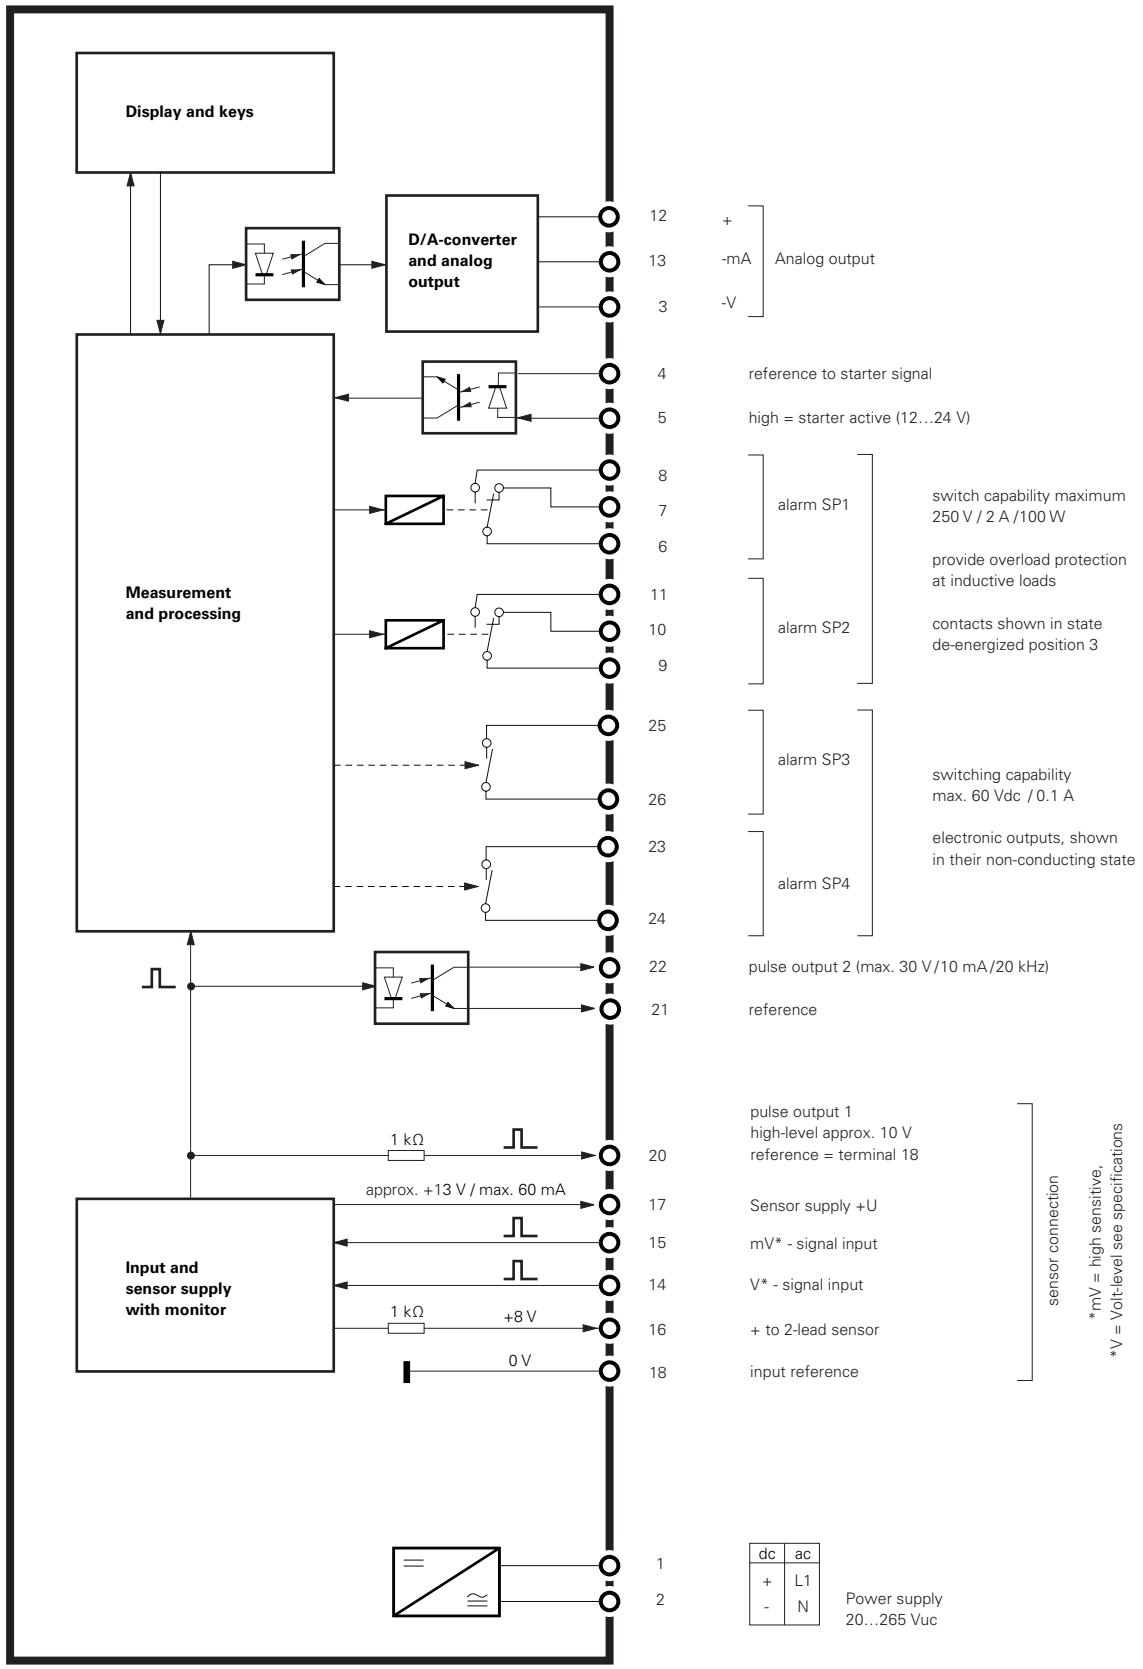 Display and keys
D/A-converter
and analog
output
12
+
13
-mA
Analog output
3
-V
4
reference to starter signal
5
high = starter active (12...24 V)
8
7
6
alarm SP1
switch capability maximum
250 V / 2 A /100 W
provide overload protection
at inductive loads
Measurement
and processing
11
10
9
alarm SP2
contacts shown in state
de-energized position 3
25
26
alarm SP3
switching capability
max. 60 Vdc / 0.1 A
23
24
alarm SP4
electronic outputs, shown
in their non-conducting state
22
pulse output 2 (max. 30 V/10 mA/20 kHz)
21
reference
pulse output 1
high-level approx. 10 V
reference = terminal 18
1 kΩ
20
approx. +13 V / max. 60 mA
17
Sensor supply +U
15
mV* - signal input
Input and
sensor supply
with monitor
14
V* - signal input
1 kΩ
+8 V
16
+ to 2-lead sensor
0 V
18
input reference
sensor connection
*mV = high sensitive,
*V = Volt-level see specifications
1
2
dc ac
+ L1
- N
Power supply
20...265 Vuc